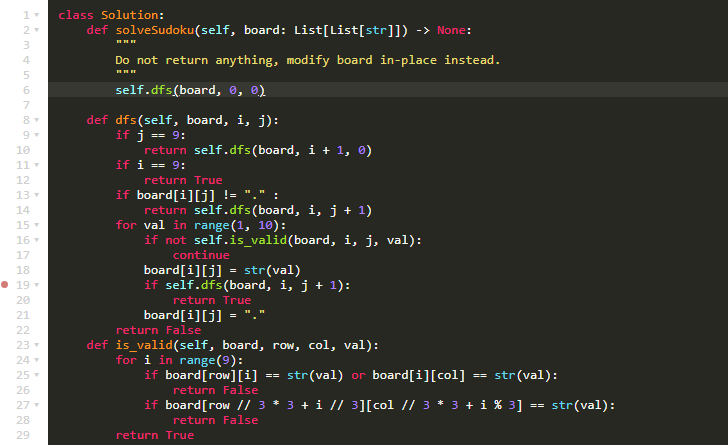 1 class Solution:
2 def solveSudoku(self, board: List[List[str]]) -> None:
3 """
4 Do not return anything, modify board in-place instead.
5 """
6 self.dfs(board, 0, 0)
7
8 def dfs(self, board, i, j):
9 if j == 9:
10 return self.dfs(board, i + 1, 0)
11 if i == 9:
12 return True
13 if board[i][j] != "." :
14 return self.dfs(board, i, j + 1)
15 for val in range(1, 10):
16 if not self.is_valid(board, i, j, val):
17 continue
18 board[i][j] = str(val)
19 if self.dfs(board, i, j + 1):
20 return True
21 board[i][j] = "."
22 return False
23 def is_valid(self, board, row, col, val):
24 for i in range(9):
25 if board[row][i] == str(val) or board[i][col] == str(val):
26 return False
27 if board[row // 3 * 3 + i // 3][col // 3 * 3 + i % 3] == str(val):
28 return False
29 return True